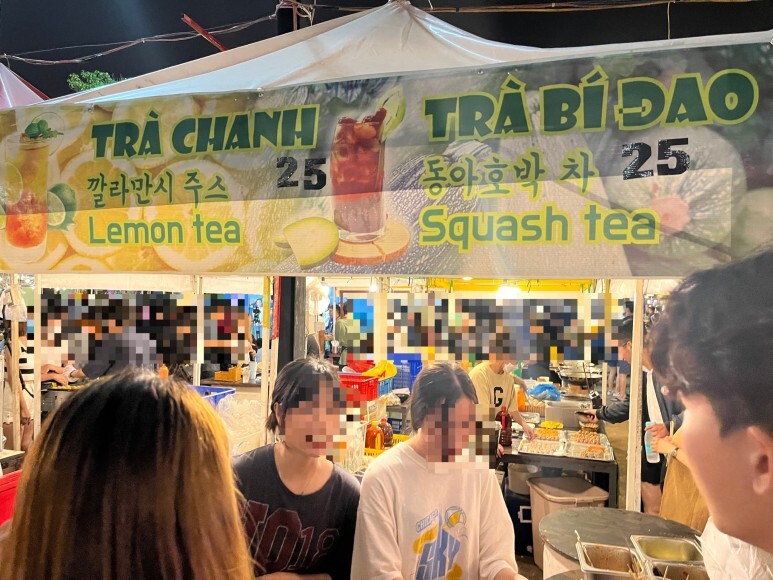 TRÀ CHANH
25
깔라만시 주스
Lemon tea
TRÀ BÍ ĐAO
25
동아호박 차
Squash tea
G